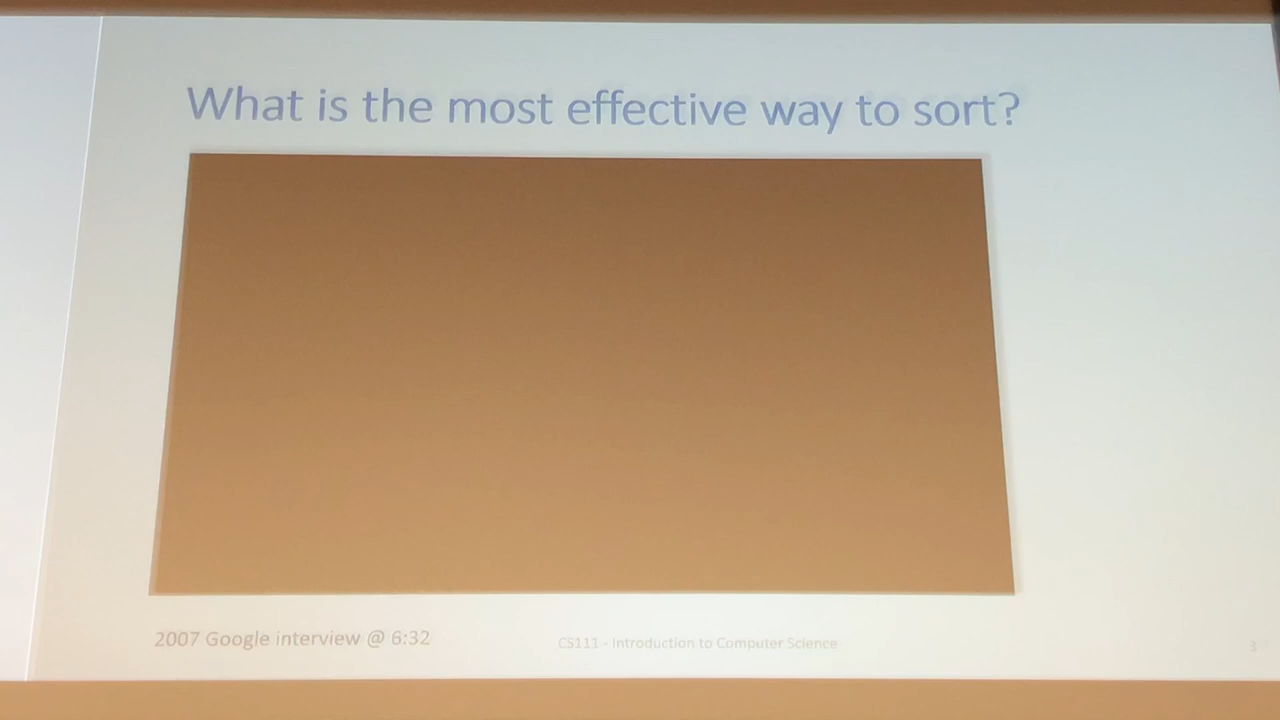 What is the most effective way to sort?
2007 Google interview @ 6:32
CS111 - Introduction to Computer Science
3